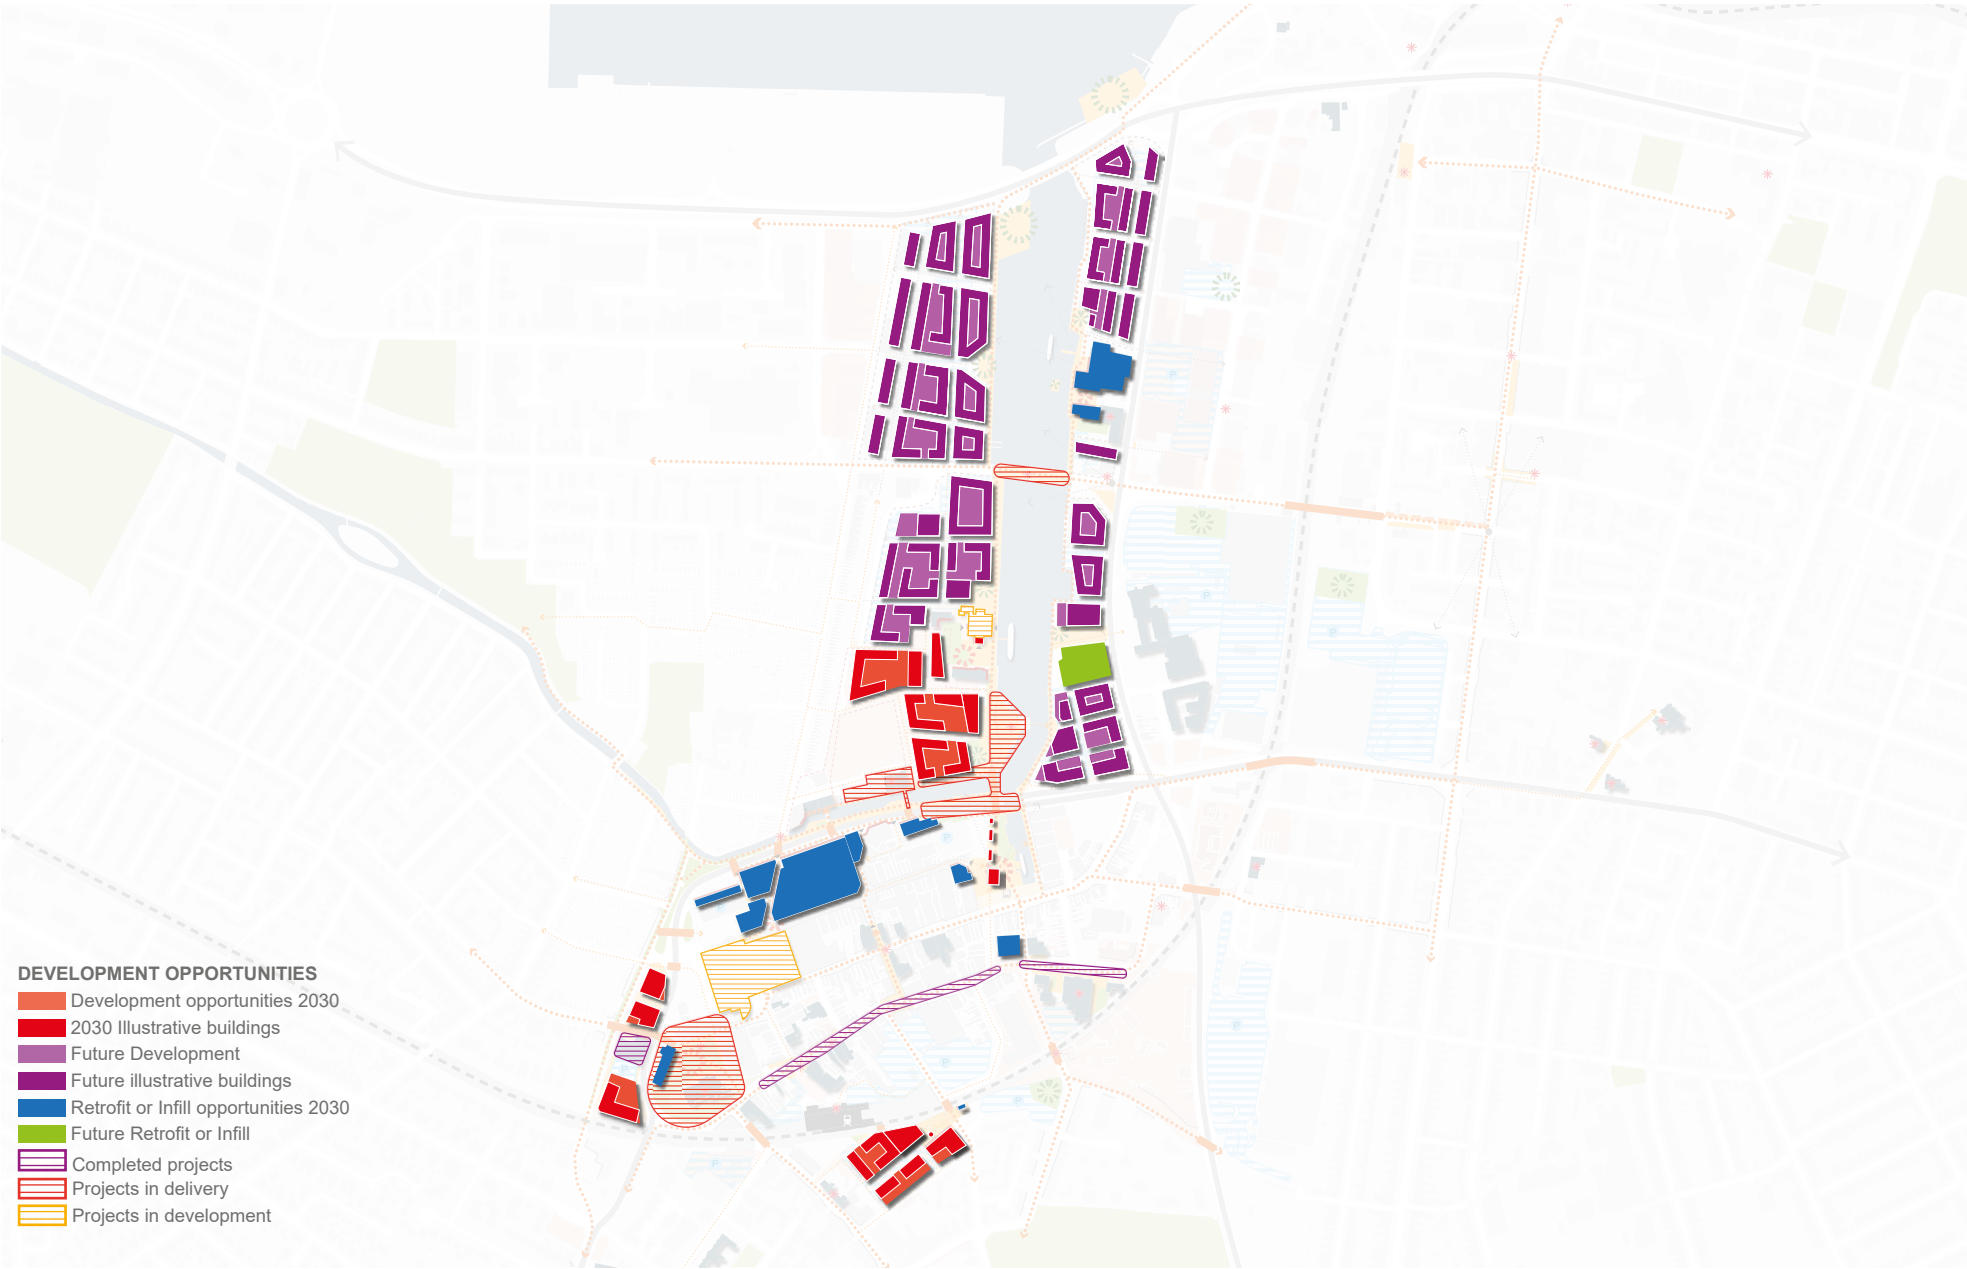 DEVELOPMENT OPPORTUNITIES
Development opportunities 2030
2030 Illustrative buildings
Future Development
Future illustrative buildings
Retrofit or Infill opportunities 2030
Future Retrofit or Infill
Completed projects
Projects in delivery
Projects in development